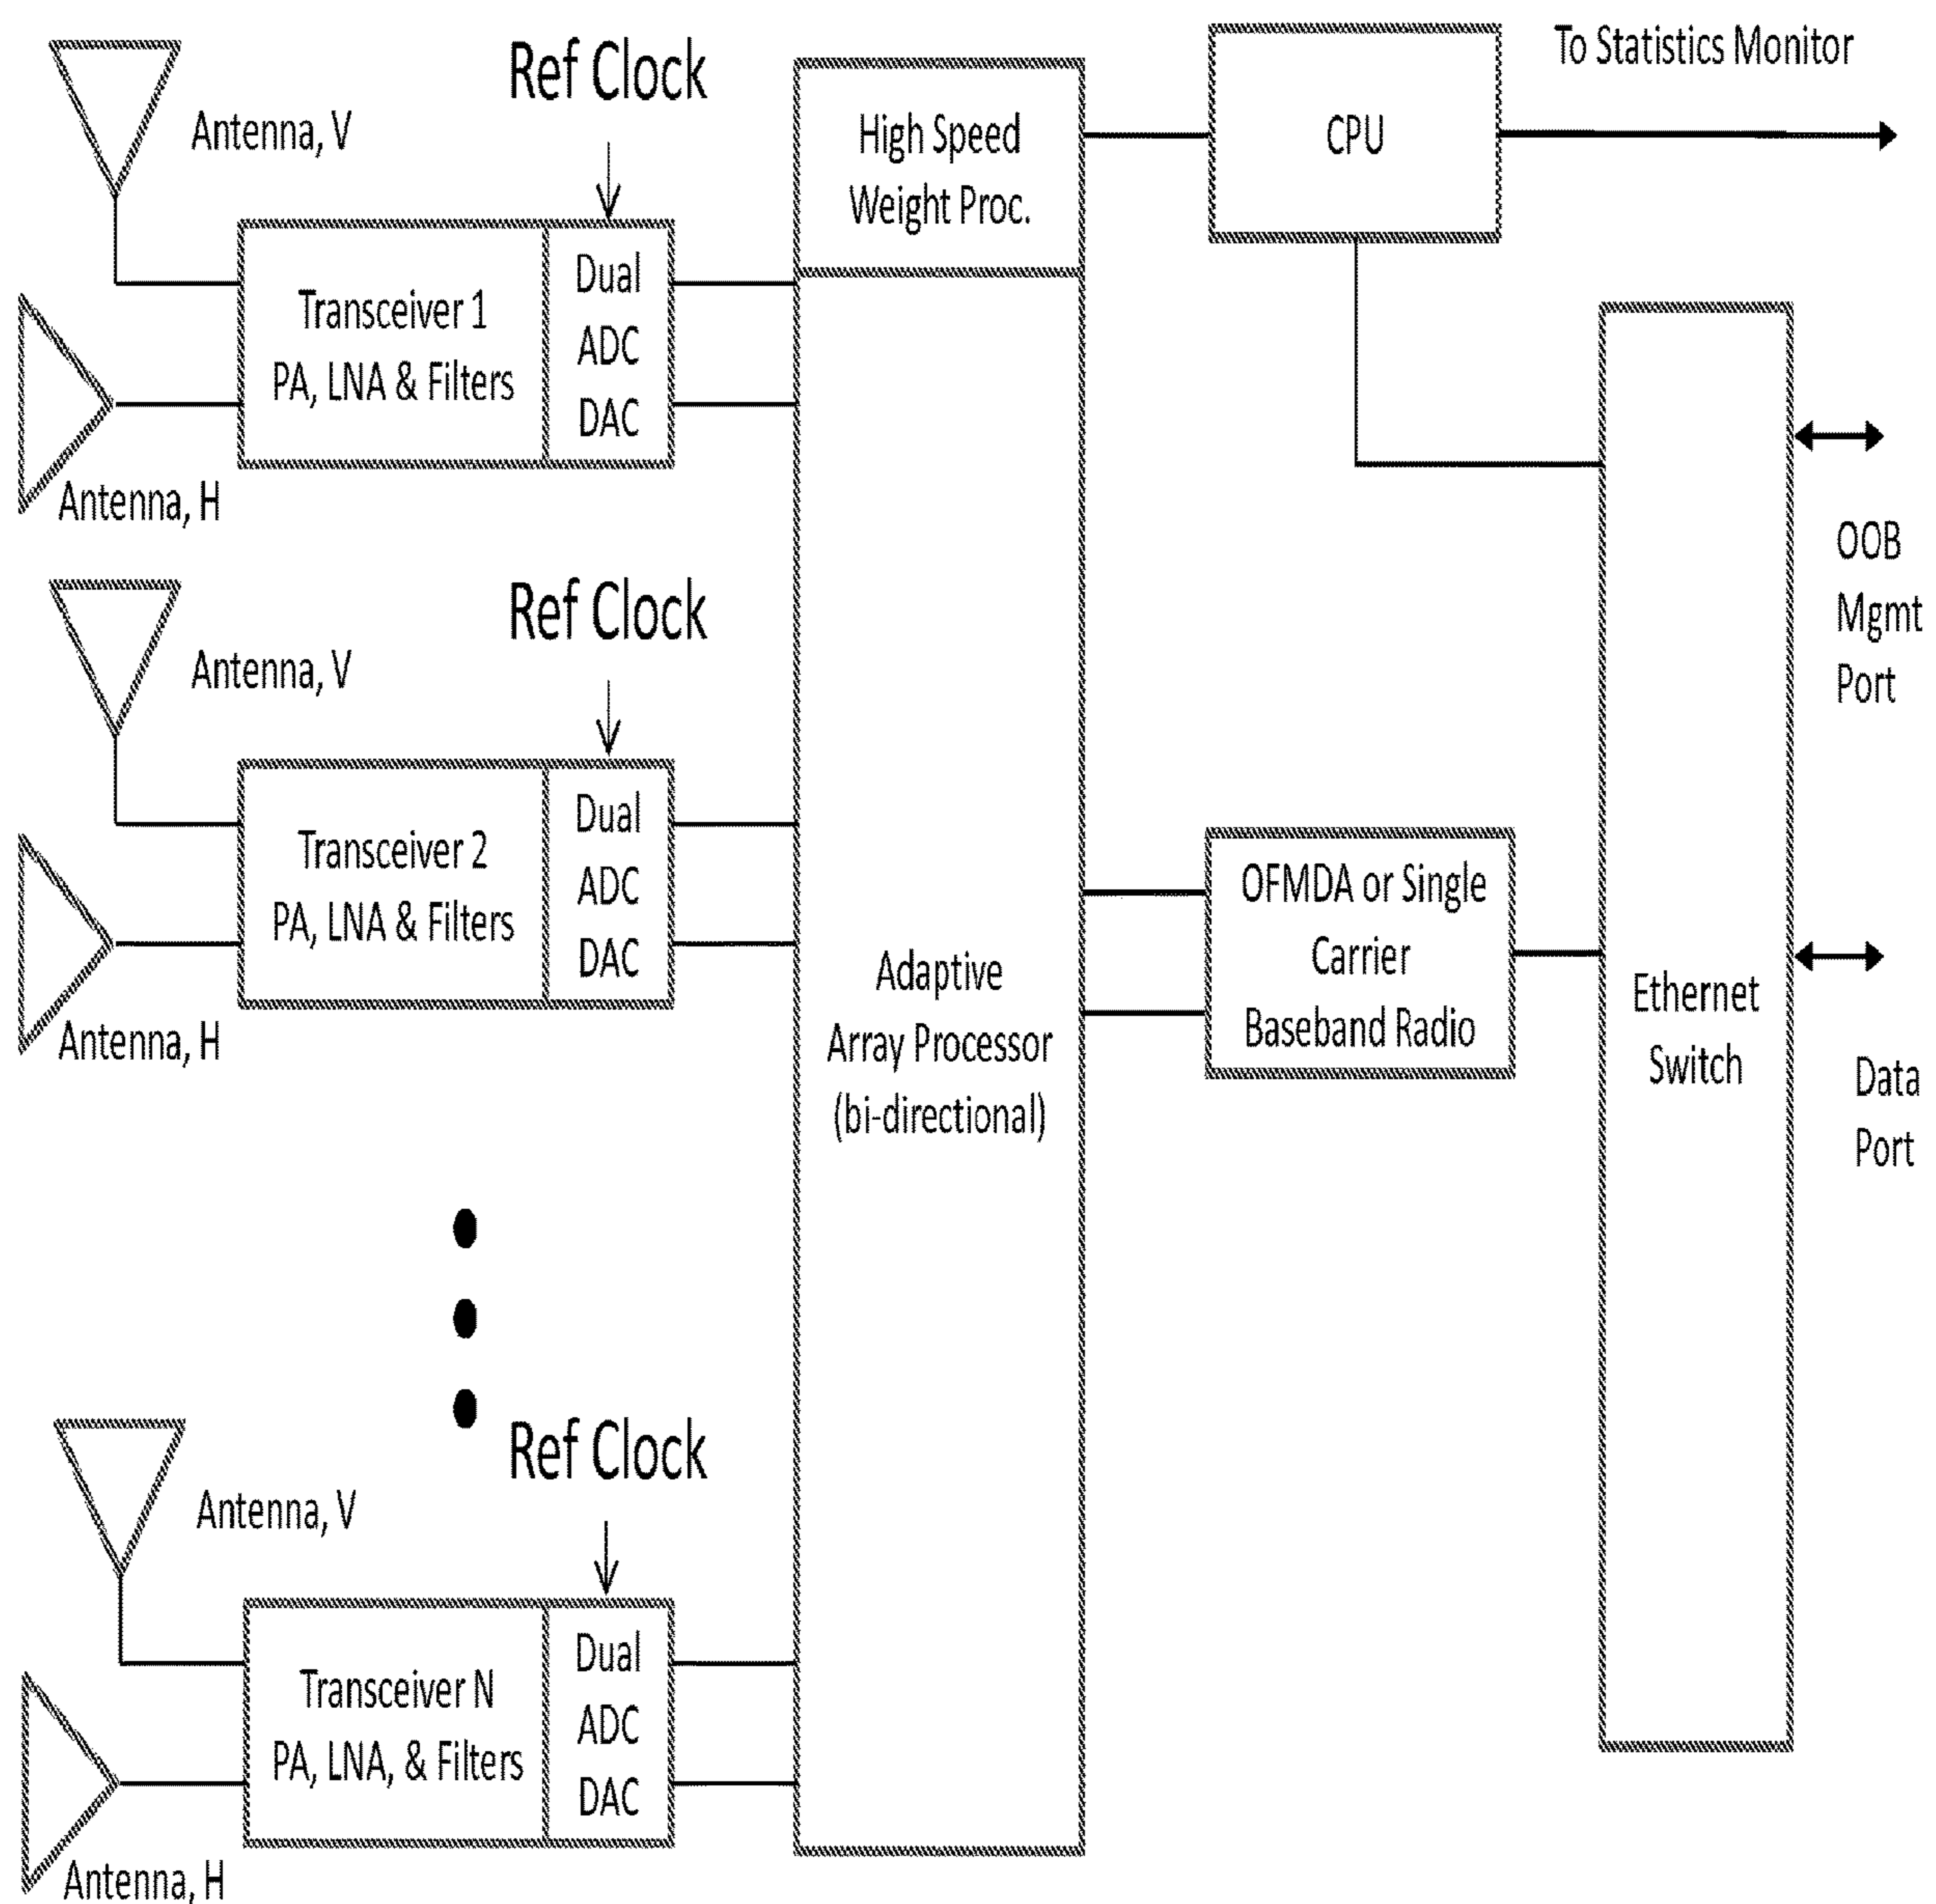 Ref Clock
Antenna, V
Transceiver 1
PA, LNA & Filters
Dual
ADC
DAC
Antenna, H
Ref Clock
Antenna, V
Transceiver 2
PA, LNA & Filters
Dual
ADC
DAC
Antenna, H
Ref Clock
Antenna, V
Transceiver N
PA, LNA, & Filters
Dual
ADC
DAC
Antenna, H
High Speed
Weight Proc.
Adaptive
Array Processor
(bi-directional)
CPU
To Statistics Monitor
OFMDA or Single
Carrier
Baseband Radio
Ethernet
Switch
OOB
Mgmt
Port
Data
Port